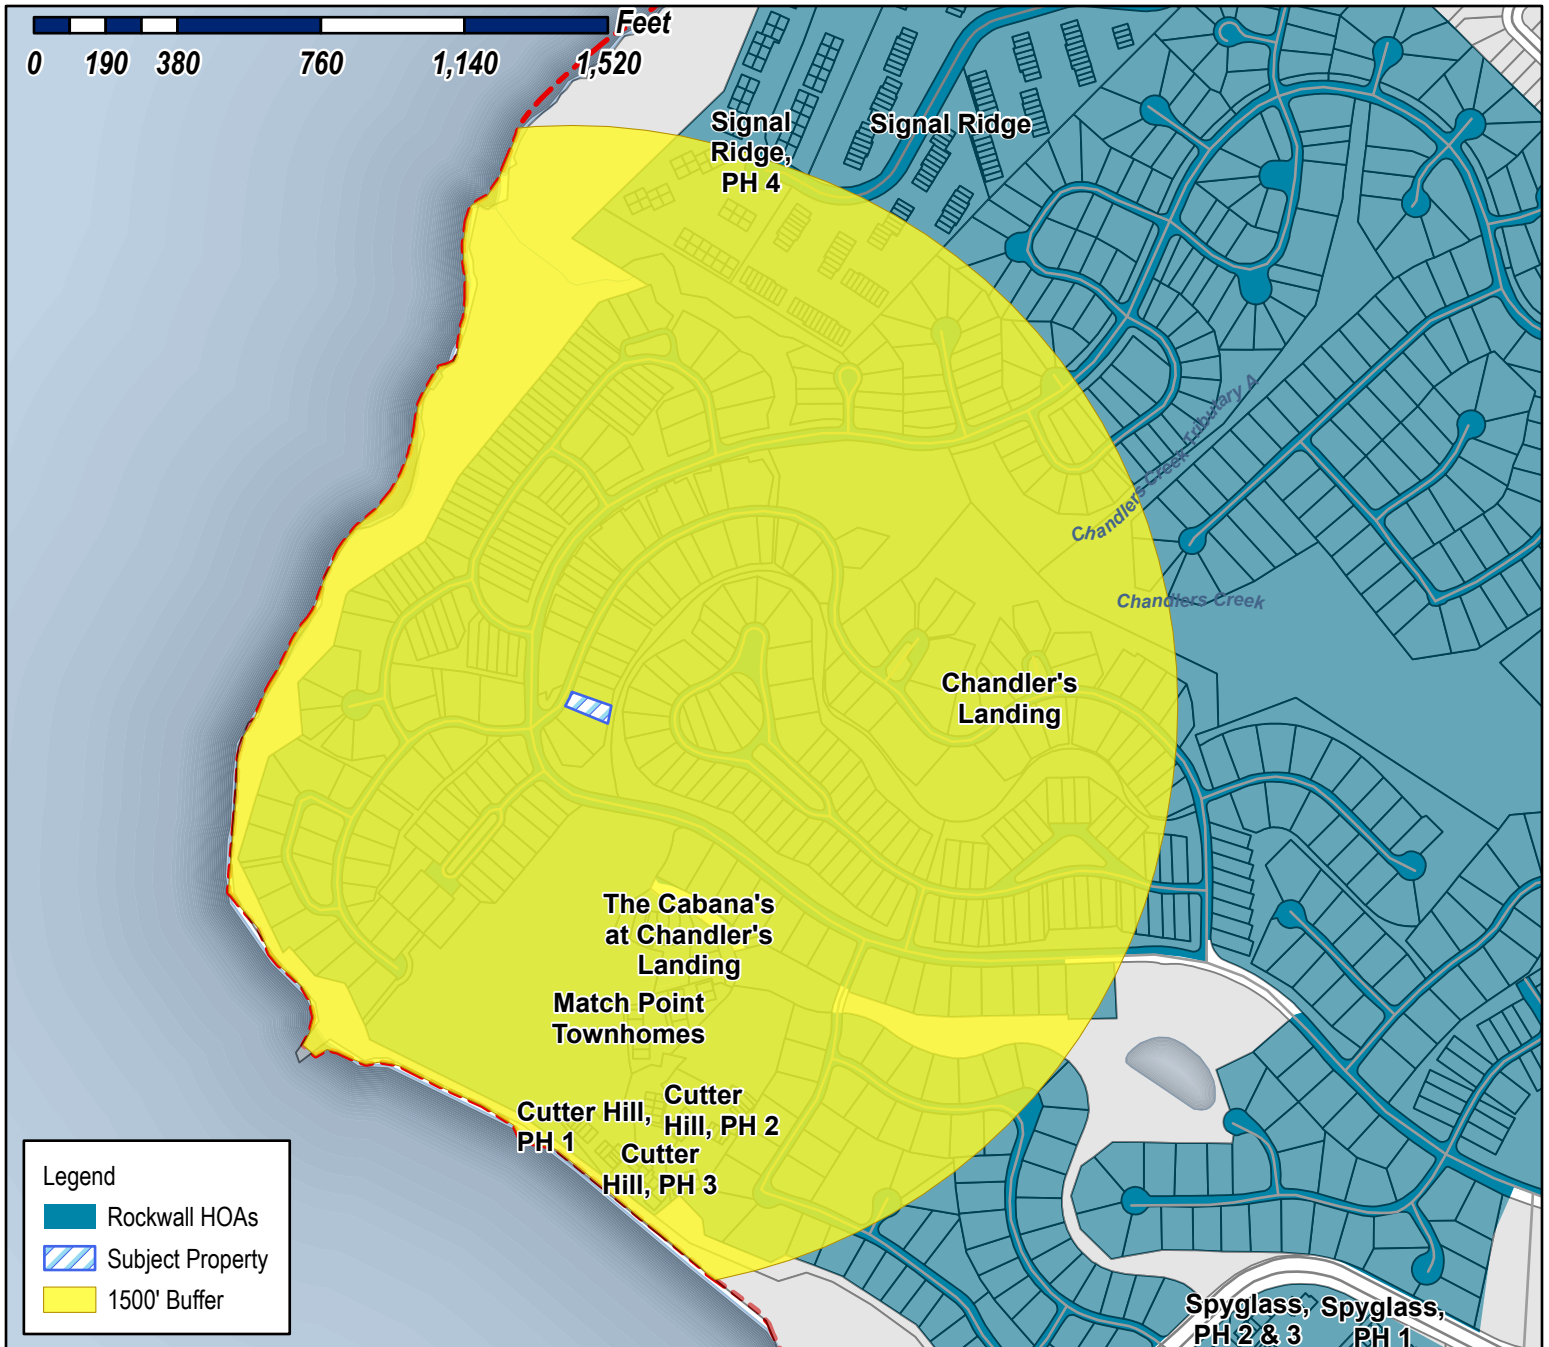 Feet
0 190 380 760 1,140 1,520
Signal
Ridge,
PH 4
Signal Ridge
Chandlers Creek Tributary A
Chandlers Creek
Chandler's
Landing
The Cabana's
at Chandler's
Landing
Match Point
Townhomes
Cutter Hill,
PH 1
Cutter
Hill, PH 2
Cutter
Hill, PH 3
Spyglass,
PH 2 & 3
Spyglass,
PH 1
Legend
Rockwall HOAs
Subject Property
1500' Buffer